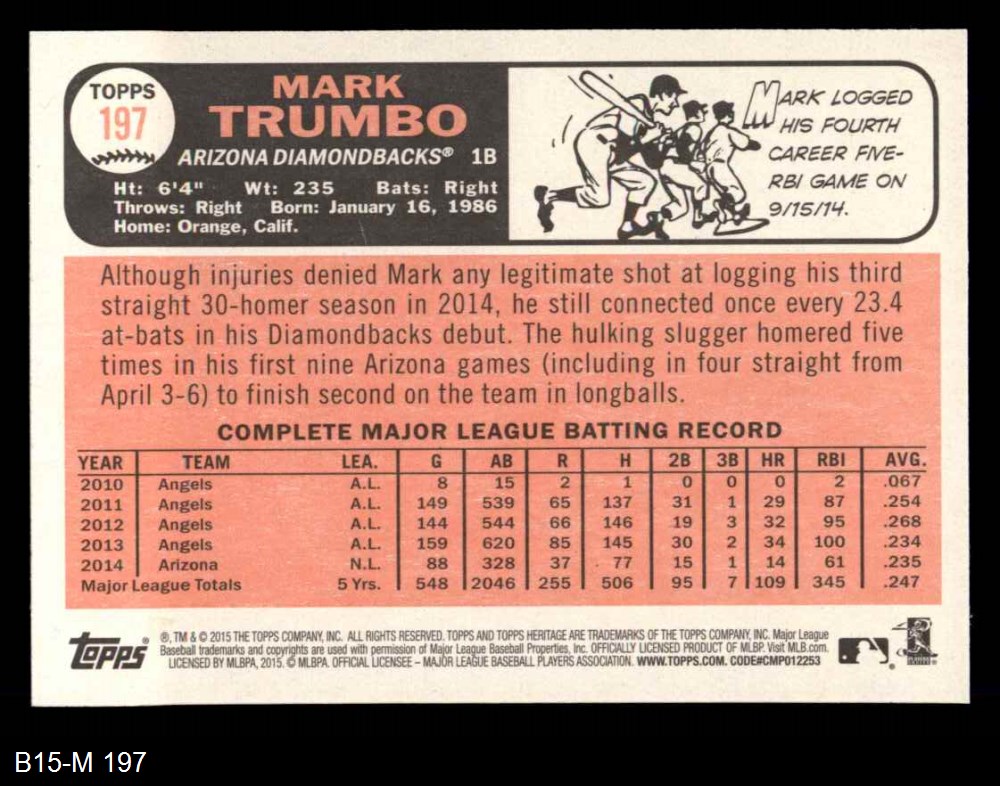 TOPPS
197
MARK
TRUMBO
ARIZONA DIAMONDBACKS® 1B
Ht: 6'4" Wt: 235 Bats: Right
Throws: Right Born: January 16, 1986
Home: Orange, Calif.
MARK LOGGED
HIS FOURTH
CAREER FIVE-
RBI GAME ON
9/15/14.
Although injuries denied Mark any legitimate shot at logging his third
straight 30-homer season in 2014, he still connected once every 23.4
at-bats in his Diamondbacks debut. The hulking slugger homered five
times in his first nine Arizona games (including in four straight from
April 3-6) to finish second on the team in longballs.
COMPLETE MAJOR LEAGUE BATTING RECORD
YEAR TEAM LEA. G AB R H 2B 3B HR RBI AVG.
2010 Angels A.L. 8 15 2 1 0 0 0 2 .067
2011 Angels A.L. 149 539 65 137 31 1 29 87 .254
2012 Angels A.L. 144 544 66 146 19 3 32 95 .268
2013 Angels A.L. 159 620 85 145 30 2 34 100 .234
2014 Arizona N.L. 88 328 37 77 15 1 14 61 .235
Major League Totals 5 Yrs. 548 2046 255 506 95 7 109 345 .247
Topps®
®, TM & © 2015 THE TOPPS COMPANY, INC. ALL RIGHTS RESERVED. TOPPS AND TOPPS HERITAGE ARE TRADEMARKS OF THE TOPPS COMPANY, INC. Major League
Baseball trademarks and copyrights are used with permission of Major League Baseball Properties, Inc. OFFICIALLY LICENSED PRODUCT OF MLBP. Visit MLB.com.
LICENSED BY MLBPA, 2015. © MLBPA. OFFICIAL LICENSEE – MAJOR LEAGUE BASEBALL PLAYERS ASSOCIATION. WWW.TOPPS.COM. CODE#CMP012253
B15-M 197